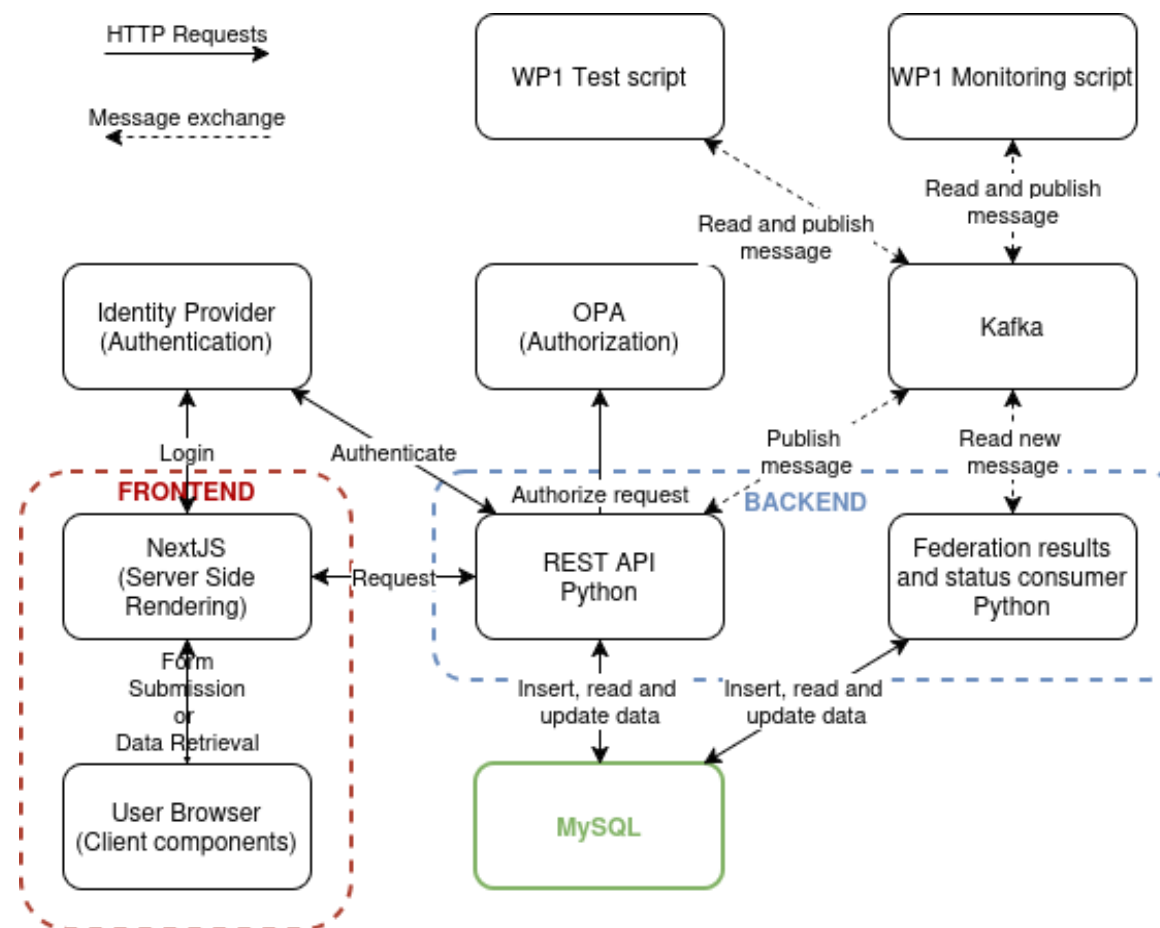 HTTP Requests
Message exchange
WP1 Test script
WP1 Monitoring script
Read and publish
message
Read and publish
message
Identity Provider
(Authentication)
OPA
(Authorization)
Kafka
Login
Authenticate
Publish
message
Read new
message
FRONTEND
Authorize request
BACKEND
NextJS
(Server Side
Rendering)
Request
REST API
Python
Federation results
and status consumer
Python
Form
Submission
or
Data Retrieval
Insert, read and
update data
Insert, read and
update data
User Browser
(Client components)
MySQL